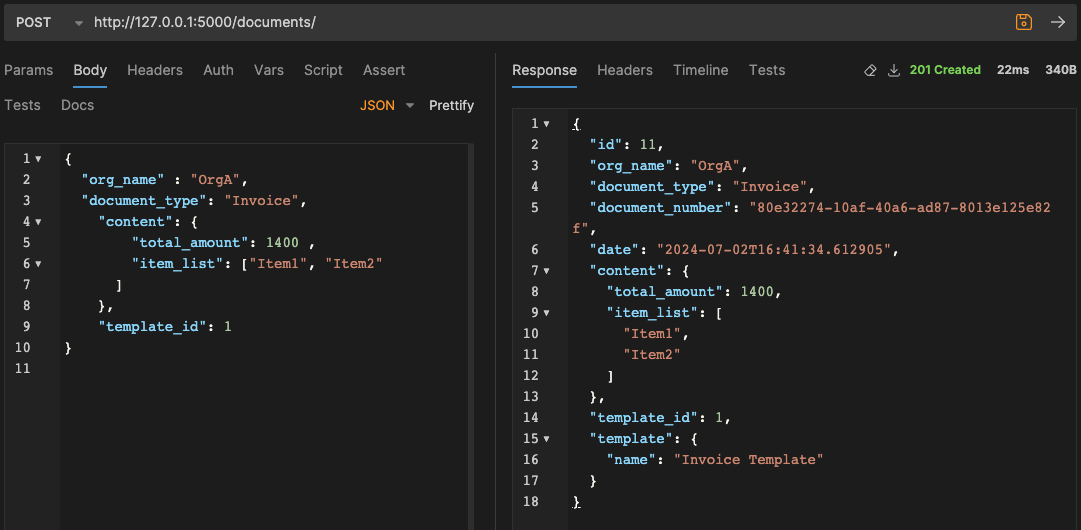 POST http://127.0.0.1:5000/documents/
Params Body Headers Auth Vars Script Assert
Tests Docs JSON Prettify
1 {
2 "org_name" : "OrgA",
3 "document_type": "Invoice",
4 "content": {
5 "total_amount": 1400 ,
6 "item_list": ["Item1", "Item2"
7 ]
8 },
9 "template_id": 1
10 }
11
Response Headers Timeline Tests 201 Created 22ms 340B
1 {
2 "id": 11,
3 "org_name": "OrgA",
4 "document_type": "Invoice",
5 "document_number": "80e32274-10af-40a6-ad87-8013e125e82
f",
6 "date": "2024-07-02T16:41:34.612905",
7 "content": {
8 "total_amount": 1400,
9 "item_list": [
10 "Item1",
11 "Item2"
12 ]
13 },
14 "template_id": 1,
15 "template": {
16 "name": "Invoice Template"
17 }
18 }